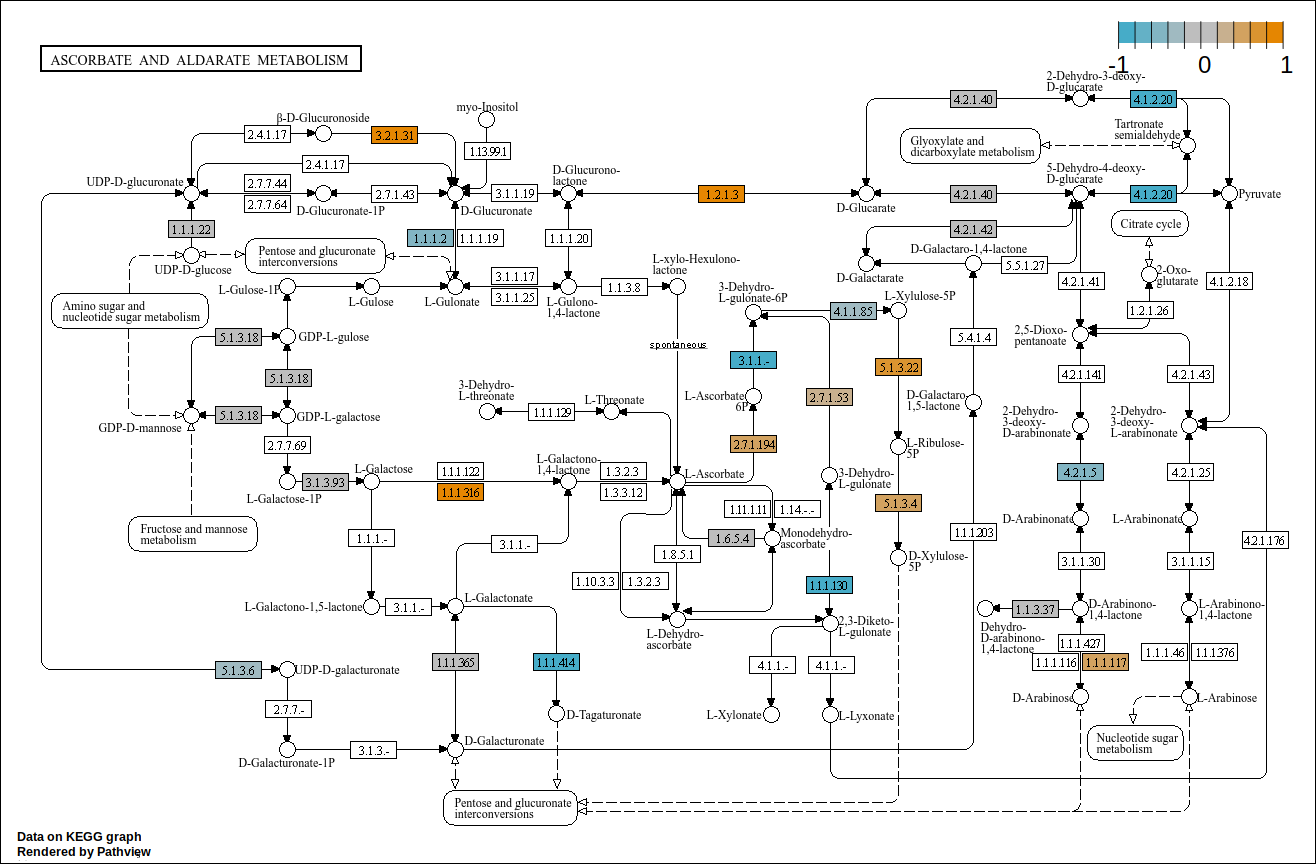 ASCORBATE AND ALDARATE METABOLISM
-1
0
1
2-Dehydro-3-deoxy-
D-glucarate
4.2.1.40
4.1.2.20
myo-Inositol
β-D-Glucuronoside
2.4.1.17
3.2.1.31
1.13.99.1
Tartronate
semialdehyde
Glyoxylate and
dicarboxylate metabolism
2.4.1.17
UDP-D-glucuronate
2.7.7.44
2.7.7.64
2.7.1.43
D-Glucuronate-1P
D-Glucuronate
3.1.1.19
D-Glucurono-
lactone
1.2.1.3
D-Glucarate
4.2.1.40
5-Dehydro-4-deoxy-
D-glucarate
4.1.2.20
Pyruvate
1.1.1.22
1.1.1.2
1.1.1.19
1.1.1.20
4.2.1.42
Citrate cycle
Pentose and glucuronate
interconversions
UDP-D-glucose
D-Galactaro-1,4-lactone
D-Galactarate
5.5.1.27
L-xylo-Hexulono-
lactone
2-Oxo-
glutarate
4.2.1.41
4.2.1.18
L-Gulose-1P
L-Gulose
L-Gulonate
3.1.1.17
3.1.1.25
L-Gulono-
1,4-lactone
1.1.3.8
3-Dehydro-
L-gulonate-6P
L-Xylulose-5P
4.1.1.85
1.2.1.26
Amino sugar and
nucleotide sugar metabolism
5.1.3.18
GDP-L-gulose
spontaneous
5.4.1.4
2,5-Dioxo-
pentanoate
3.1.1.-
5.1.3.22
4.2.1.141
4.2.1.43
5.1.3.18
3-Dehydro-
L-threonate
L-Threonate
L-Ascorbate
6P
2.7.1.53
D-Galactaro
1,5-lactone
1.1.1.129
5.1.3.18
GDP-L-galactose
GDP-D-mannose
2-Dehydro-
3-deoxy-
D-arabinonate
2-Dehydro-
3-deoxy-
L-arabinonate
2.7.7.69
2.7.1.194
L-Ribulose-
5P
L-Galactose
3.1.3.93
L-Galactose-1P
1.1.1.122
1.1.1.316
L-Galactono-
1,4-lactone
1.3.2.3
1.3.3.12
L-Ascorbate
3-Dehydro-
L-gulonate
4.2.1.5
4.2.1.25
5.1.3.4
1.11.1.11
1.14.-.-
Fructose and mannose
metabolism
D-Arabinonate
L-Arabinonate
1.1.1.-
3.1.1.-
1.8.5.1
1.6.5.4
Monodehydro-
ascorbate
1.1.1.203
4.2.1.176
D-Xylulose-
5P
3.1.1.30
3.1.1.15
1.10.3.3
1.3.2.3
1.1.1.130
L-Galactono-1,5-lactone
3.1.1.-
L-Galactonate
1.1.3.37
D-Arabinono-
1,4-lactone
L-Arabinono-
1,4-lactone
L-Dehydro-
ascorbate
2,3-Diketo-
L-gulonate
Dehydro-
D-arabinono-
1,4-lactone
1.1.1.427
1.1.1.116
1.1.1.117
1.1.1.46
1.1.1.376
5.1.3.6
UDP-D-galacturonate
1.1.1.365
1.1.1.414
4.1.1.-
4.1.1.-
D-Arabinose
L-Arabinose
2.7.7.-
D-Tagaturonate
L-Xylonate
L-Lyxonate
Nucleotide sugar
metabolism
D-Galacturonate
D-Galacturonate-1P
3.1.3.-
Pentose and glucuronate
interconversions
Data on KEGG graph
Rendered by Pathview